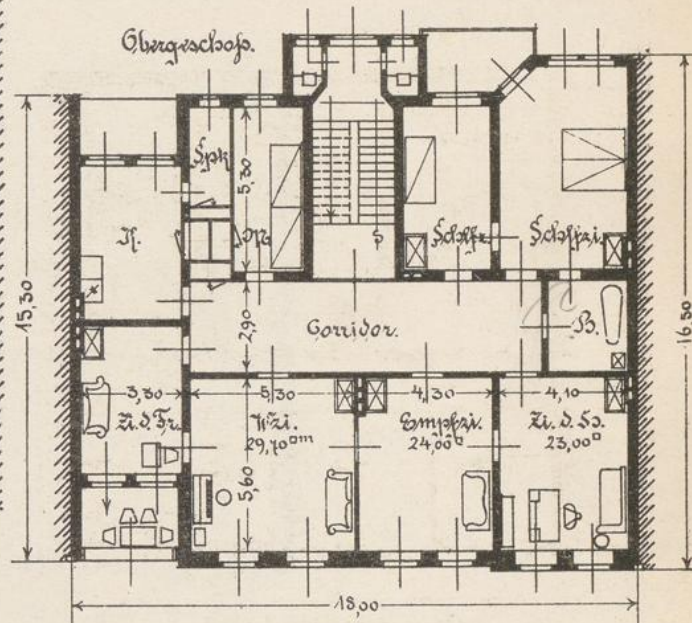 Obergeschoß.
Spk
5,30
M.
K.
Schlfz.
Schlfzi.
15,30
16,50
2,90
Corridor.
B.
3,30
5,30
4,30
4,10
Zi. d. Fr.
Wzi.
29,70 □m
Empfzi.
24,00 □
Zi. d. Hr.
23,00 □
5,60
18,00